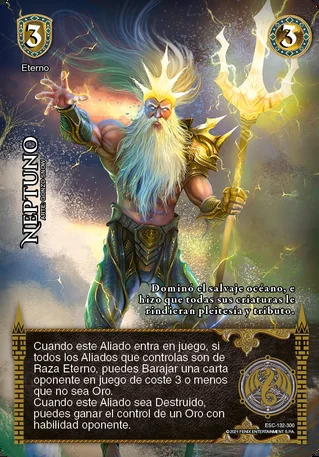 3
3
Eterno
NEPTUNO
Dominó el salvaje océano, e
hizo que todas sus criaturas le
rindieran pleitesía y tributo.
Cuando este Aliado entra en juego, si
todos los Aliados que controlas son de
Raza Eterno, puedes Barajar una carta
oponente en juego de coste 3 o menos
que no sea Oro.
Cuando este Aliado sea Destruido,
puedes ganar el control de un Oro con
habilidad oponente.
ESC-132-300
©2021 FENIX ENTERTAINMENT S.P.A.